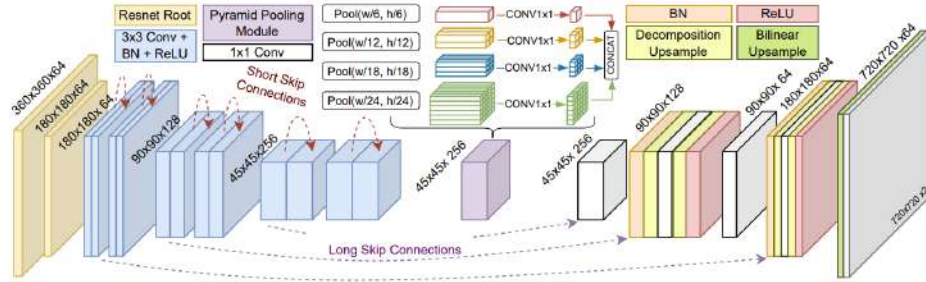 Resnet Root
Pyramid Pooling
Module
3x3 Conv +
BN + ReLU
1x1 Conv
Pool(w/6, h/6)
CONV1x1
Pool(w/12, h/12)
CONV1x1
Pool(w/18, h/18)
CONV1x1
Pool(w/24, h/24)
CONV1x1
CONCAT
BN
ReLU
Decomposition
Upsample
Bilinear
Upsample
Short Skip
Connections
360x360x64
180x180x64
180x180x 64
90x90x128
45x45x256
45x45x 256
45x45x 256
90x90x128
90x90x 64
180x180x64
720x720 x64
Long Skip Connections